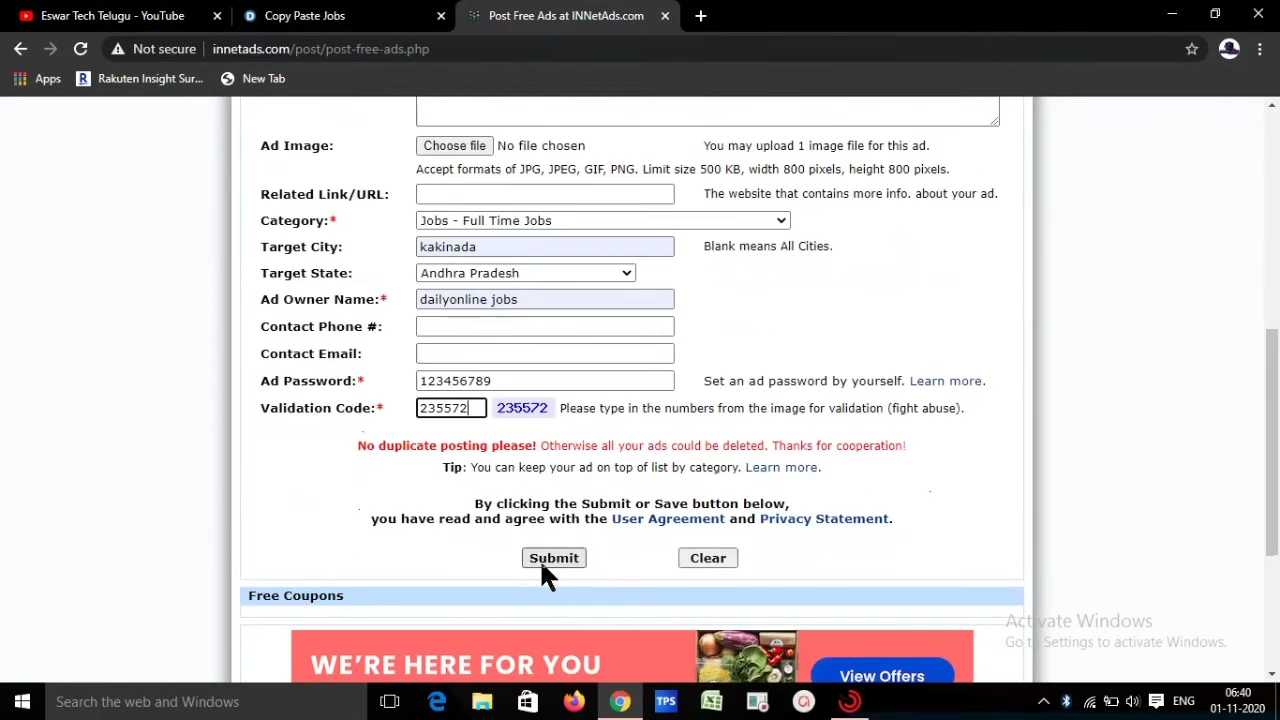 Eswar Tech Telugu - YouTube
Copy Paste Jobs
Post Free Ads at INNetAds.com
Not secure
innetads.com/post/post-free-ads.php
Apps
Rakuten Insight Sur...
New Tab
Ad Image:
Choose file No file chosen
You may upload 1 image file for this ad.
Accept formats of JPG, JPEG, GIF, PNG. Limit size 500 KB, width 800 pixels, height 800 pixels.
Related Link/URL:
The website that contains more info. about your ad.
Category:*
Jobs - Full Time Jobs
Target City:
kakinada
Blank means All Cities.
Target State:
Andhra Pradesh
Ad Owner Name:*
dailyonline jobs
Contact Phone #:
Contact Email:
Ad Password:*
123456789
Set an ad password by yourself. Learn more.
Validation Code:*
235572
235572
Please type in the numbers from the image for validation (fight abuse).
No duplicate posting please! Otherwise all your ads could be deleted. Thanks for cooperation!
Tip: You can keep your ad on top of list by category. Learn more.
By clicking the Submit or Save button below,
you have read and agree with the User Agreement and Privacy Statement.
Submit
Clear
Free Coupons
WE'RE HERE FOR YOU
View Offers
Activate Windows
Go to Settings to activate Windows.
Search the web and Windows
TPS
ENG
06:40
01-11-2020